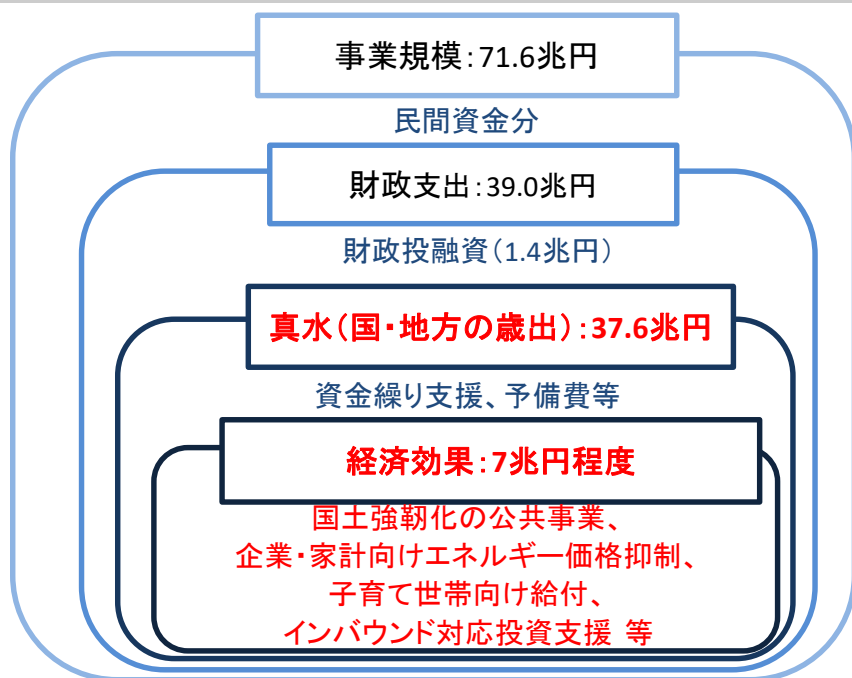 事業規模：71.6兆円
民間資金分
財政支出：39.0兆円
財政投融資（1.4兆円）
真水（国・地方の歳出）：37.6兆円
資金繰り支援、予備費等
経済効果：7兆円程度
国土強靭化の公共事業、
企業・家計向けエネルギー価格抑制、
子育て世帯向け給付、
インバウンド対応投資支援 等